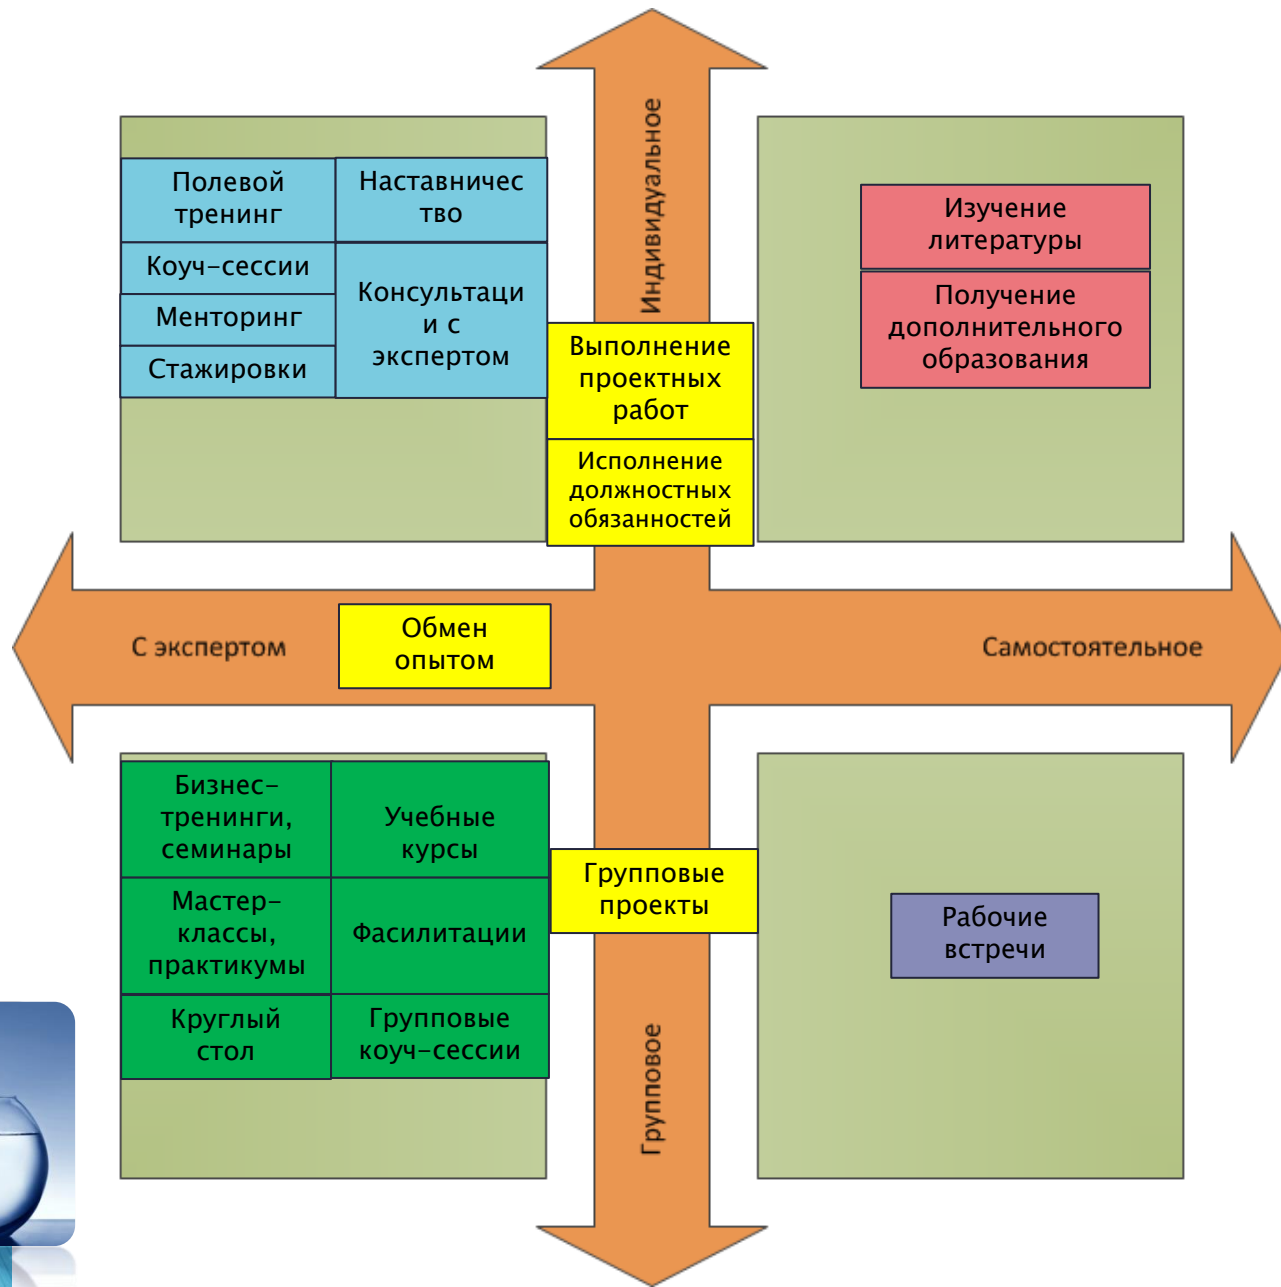 Индивидуальное
Полевой
тренинг
Наставничес
тво
Коуч-сессии
Менторинг
Стажировки
Консультаци
и с
экспертом
Изучение
литературы
Получение
дополнительного
образования
Выполнение
проектных
работ
Исполнение
должностных
обязанностей
С экспертом
Обмен
опытом
Самостоятельное
Бизнес-
тренинги,
семинары
Учебные
курсы
Мастер-
классы,
практикумы
Фасилитации
Круглый
стол
Групповые
коуч-сессии
Групповые
проекты
Рабочие
встречи
Групповое